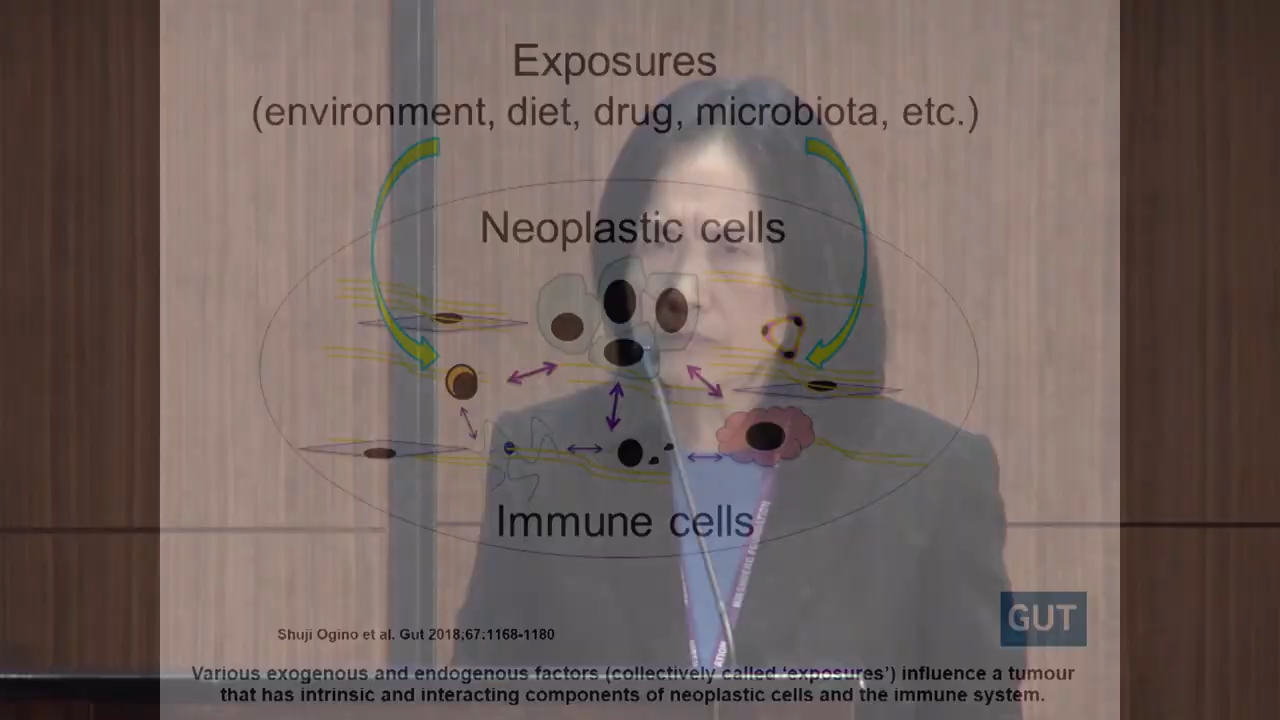 Exposures
(environment, diet, drug, microbiota, etc.)
Neoplastic cells
Immune cells
FOUNDATION
ATION
GUT
Shuji Ogino et al. Gut 2018;67:1168-1180
Various exogenous and endogenous factors (collectively called ‘exposures’) influence a tumour
that has intrinsic and interacting components of neoplastic cells and the immune system.